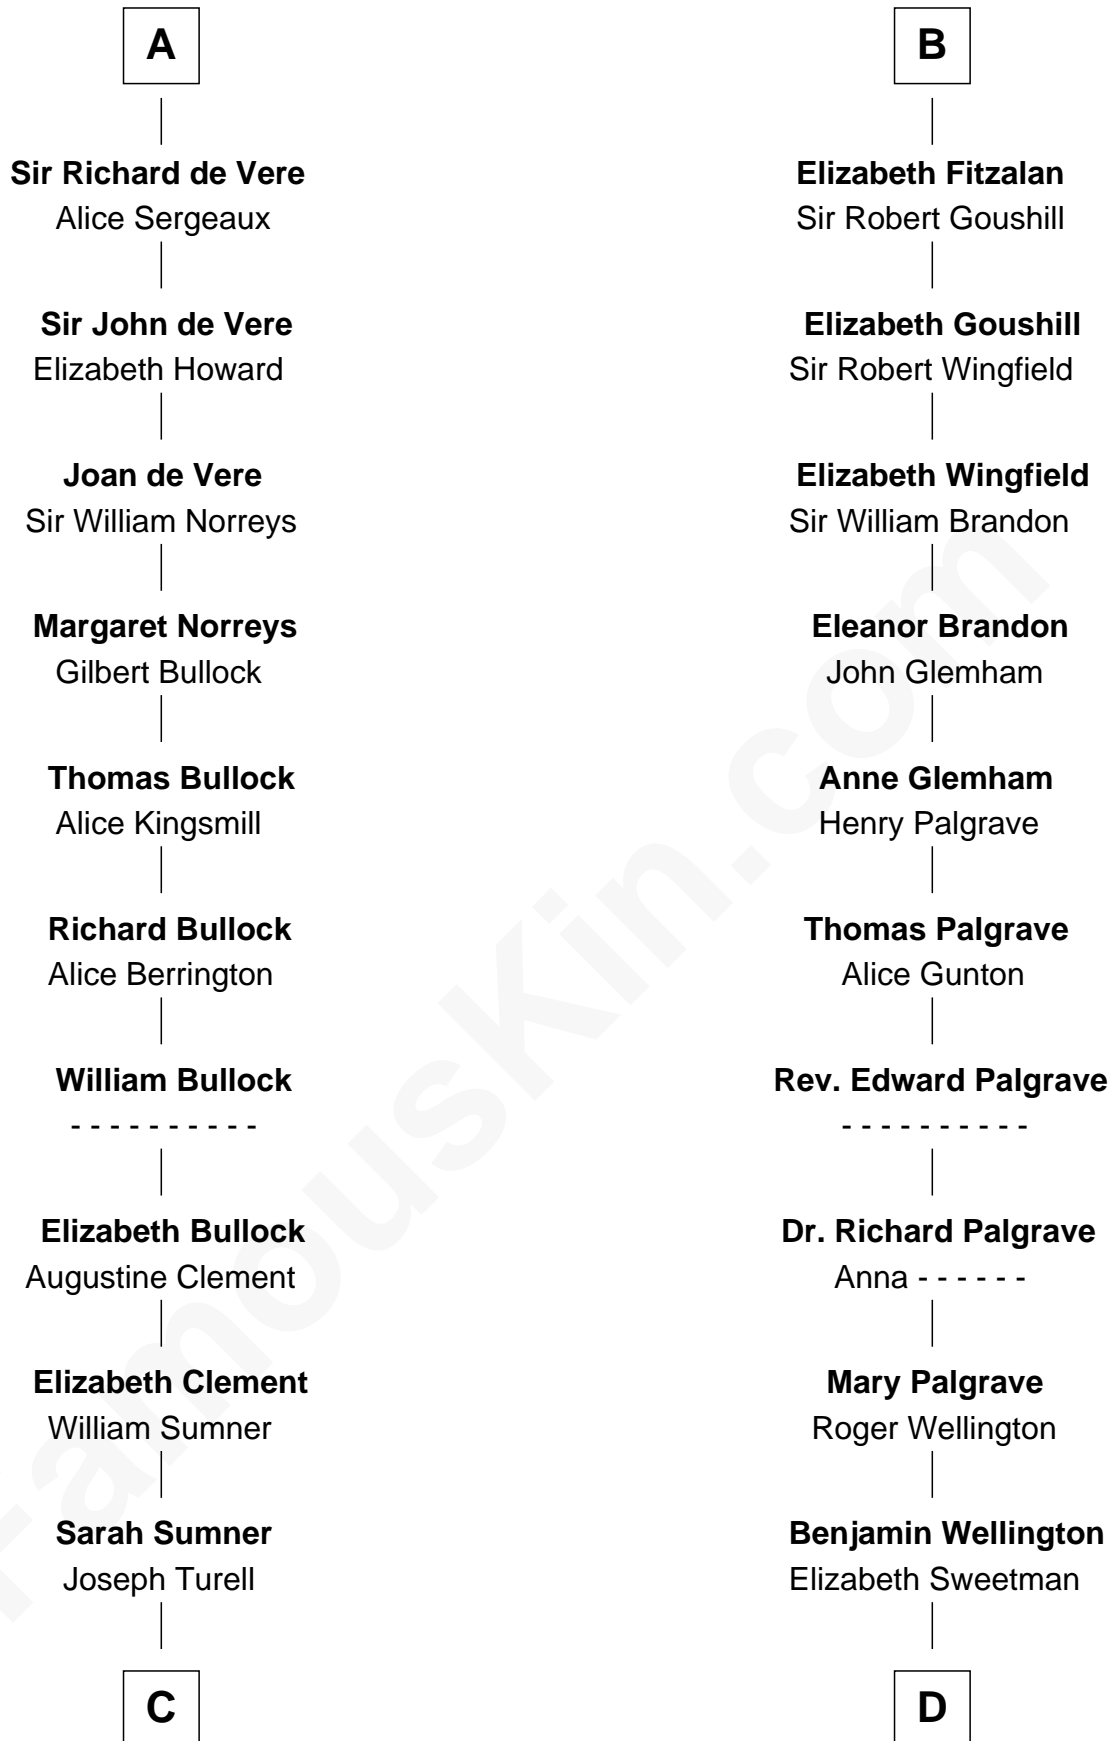 A
Sir Richard de Vere
Alice Sergeaux
Sir John de Vere
Elizabeth Howard
Joan de Vere
Sir William Norreys
Margaret Norreys
Gilbert Bullock
Thomas Bullock
Alice Kingsmill
Richard Bullock
Alice Berrington
William Bullock
- - - - - - - - - -
Elizabeth Bullock
Augustine Clement
Elizabeth Clement
William Sumner
Sarah Sumner
Joseph Turell
C
B
Elizabeth Fitzalan
Sir Robert Goushill
Elizabeth Goushill
Sir Robert Wingfield
Elizabeth Wingfield
Sir William Brandon
Eleanor Brandon
John Glemham
Anne Glemham
Henry Palgrave
Thomas Palgrave
Alice Gunton
Rev. Edward Palgrave
- - - - - - - - - -
Dr. Richard Palgrave
Anna - - - - - -
Mary Palgrave
Roger Wellington
Benjamin Wellington
Elizabeth Sweetman
D
FamousKin.com